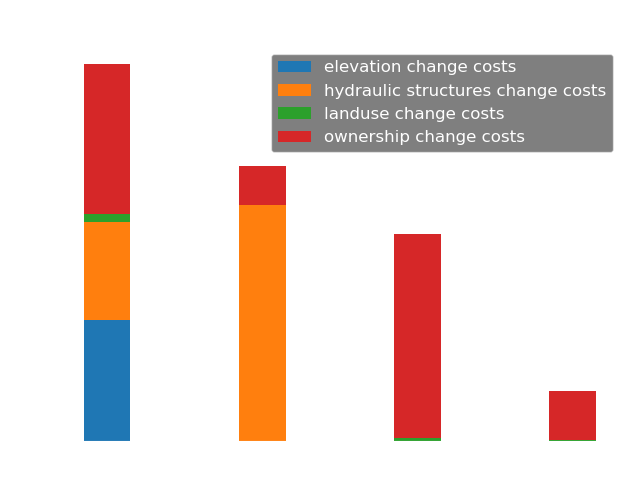 elevation change costs
hydraulic structures change costs
landuse change costs
ownership change costs